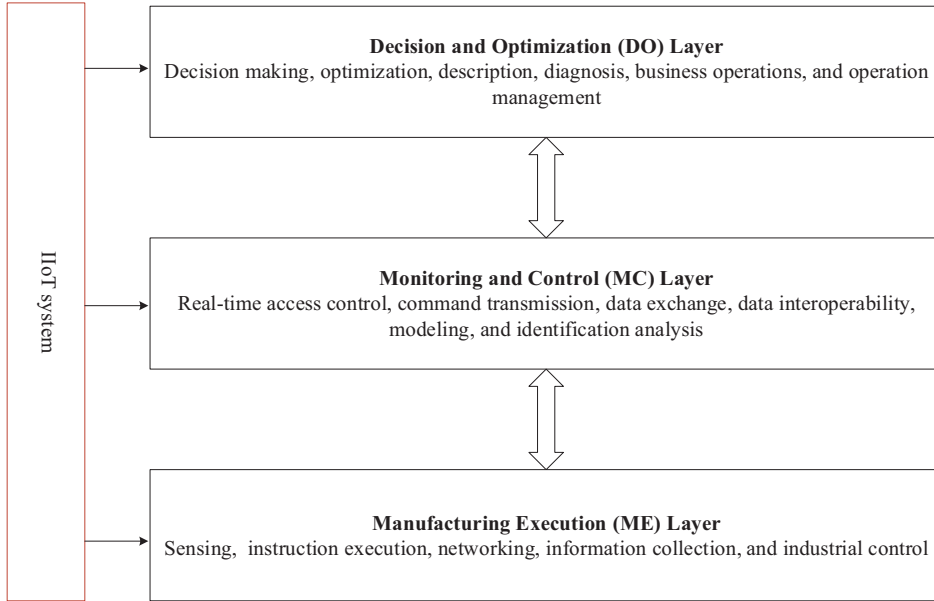 IIoT system
Decision and Optimization (DO) Layer
Decision making, optimization, description, diagnosis, business operations, and operation
management
Monitoring and Control (MC) Layer
Real-time access control, command transmission, data exchange, data interoperability,
modeling, and identification analysis
Manufacturing Execution (ME) Layer
Sensing, instruction execution, networking, information collection, and industrial control